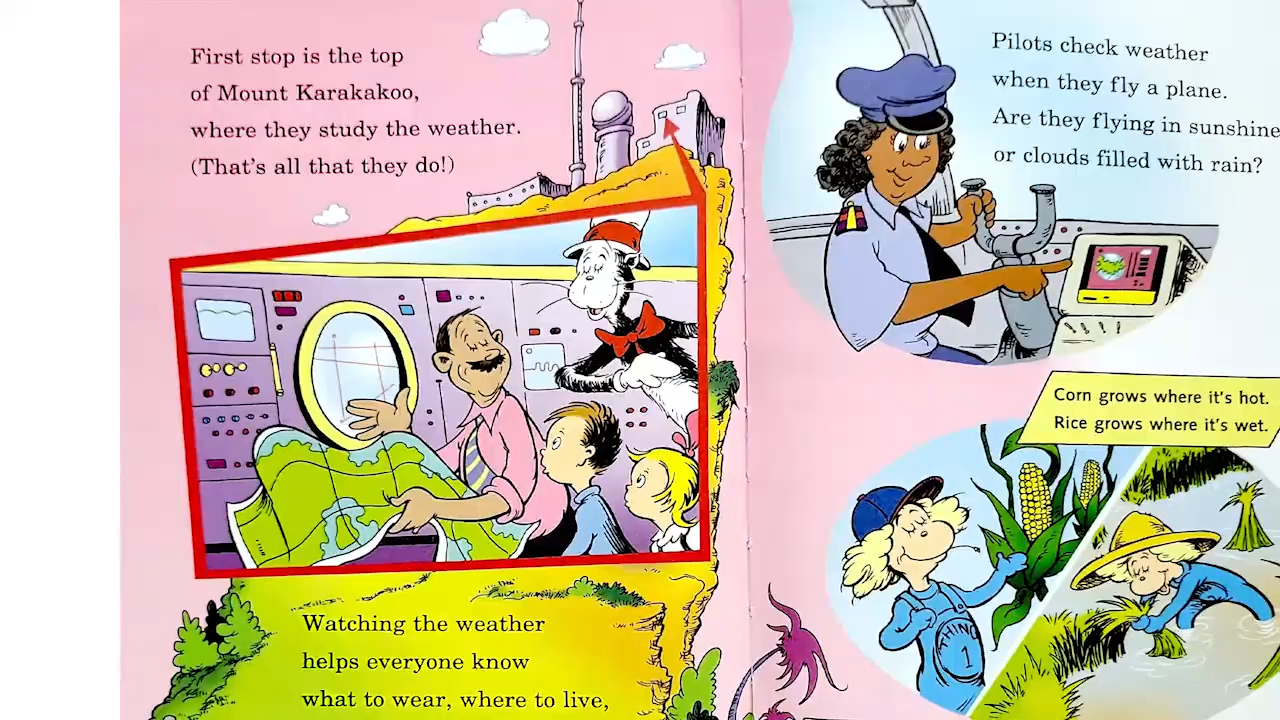 First stop is the top
of Mount Karakakoo,
where they study the weather.
(That's all that they do!)
Watching the weather
helps everyone know
what to wear, where to live,
Pilots check weather
when they fly a plane.
Are they flying in sunshine
or clouds filled with rain?
Corn grows where it's hot.
Rice grows where it's wet.
THING
1